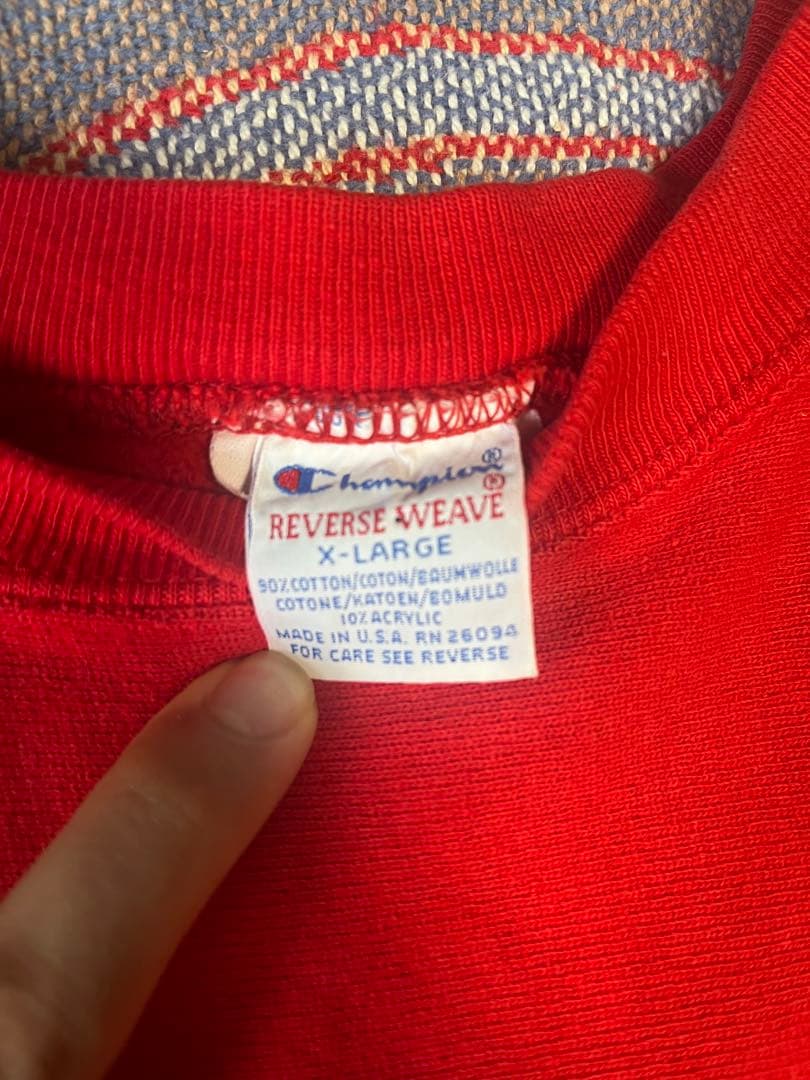 Champion®
REVERSE WEAVE®
X-LARGE
90% COTTON/COTON/BAUMWOLLE
COTONE/KATOEN/BOMULD
10% ACRYLIC
MADE IN U.S.A. RN 26094
FOR CARE SEE REVERSE